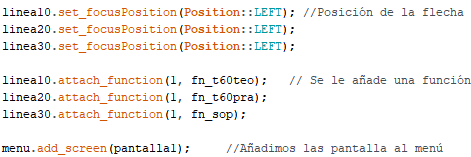 linea10.set_focusPosition(Position::LEFT); //Posición de la flecha
linea20.set_focusPosition(Position::LEFT);
linea30.set_focusPosition(Position::LEFT);
linea10.attach_function(1, fn_t60teo); // Se le añade una función
linea20.attach_function(1, fn_t60pra);
linea30.attach_function(1, fn_sop);
menu.add_screen(pantalla1); //Añadimos las pantalla al menú